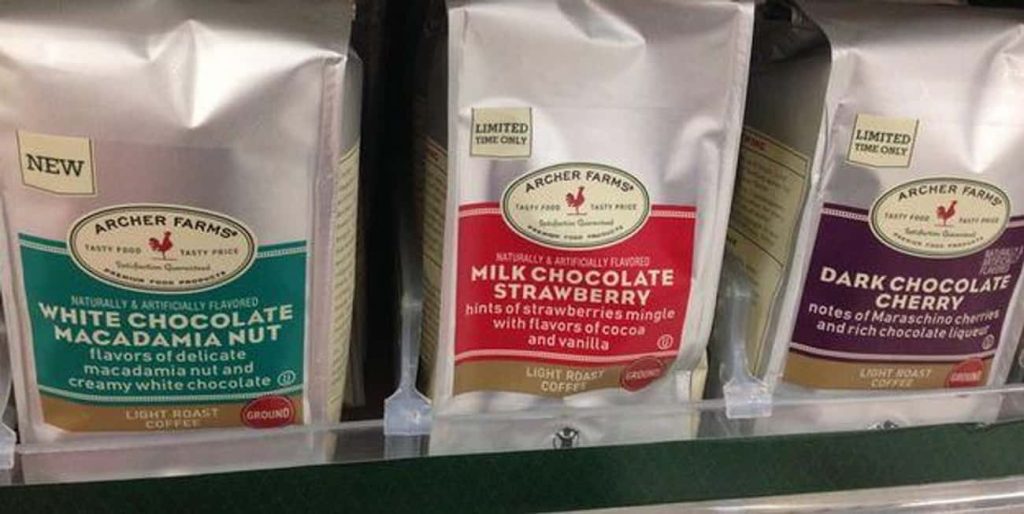 NEW
ARCHER FARMS®
TASTY FOOD TASTY PRICE
Satisfaction Guaranteed
PREMIUM FOOD PRODUCTS
NATURALLY & ARTIFICIALLY FLAVORED
WHITE CHOCOLATE
MACADAMIA NUT
flavors of delicate
macadamia nut and
creamy white chocolate
LIGHT ROAST
COFFEE
GROUND
LIMITED
TIME ONLY
ARCHER FARMS®
TASTY FOOD TASTY PRICE
Satisfaction Guaranteed
PREMIUM FOOD PRODUCTS
NATURALLY & ARTIFICIALLY FLAVORED
MILK CHOCOLATE
STRAWBERRY
hints of strawberries mingle
with flavors of cocoa
and vanilla
LIGHT ROAST
COFFEE
GROUND
LIMITED
TIME ONLY
ARCHER FARMS®
TASTY FOOD TASTY PRICE
Satisfaction Guaranteed
PREMIUM FOOD PRODUCTS
DARK CHOCOLATE
CHERRY
notes of Maraschino cherries
and rich chocolate liqueur
LIGHT ROAST
COFFEE
GROUND